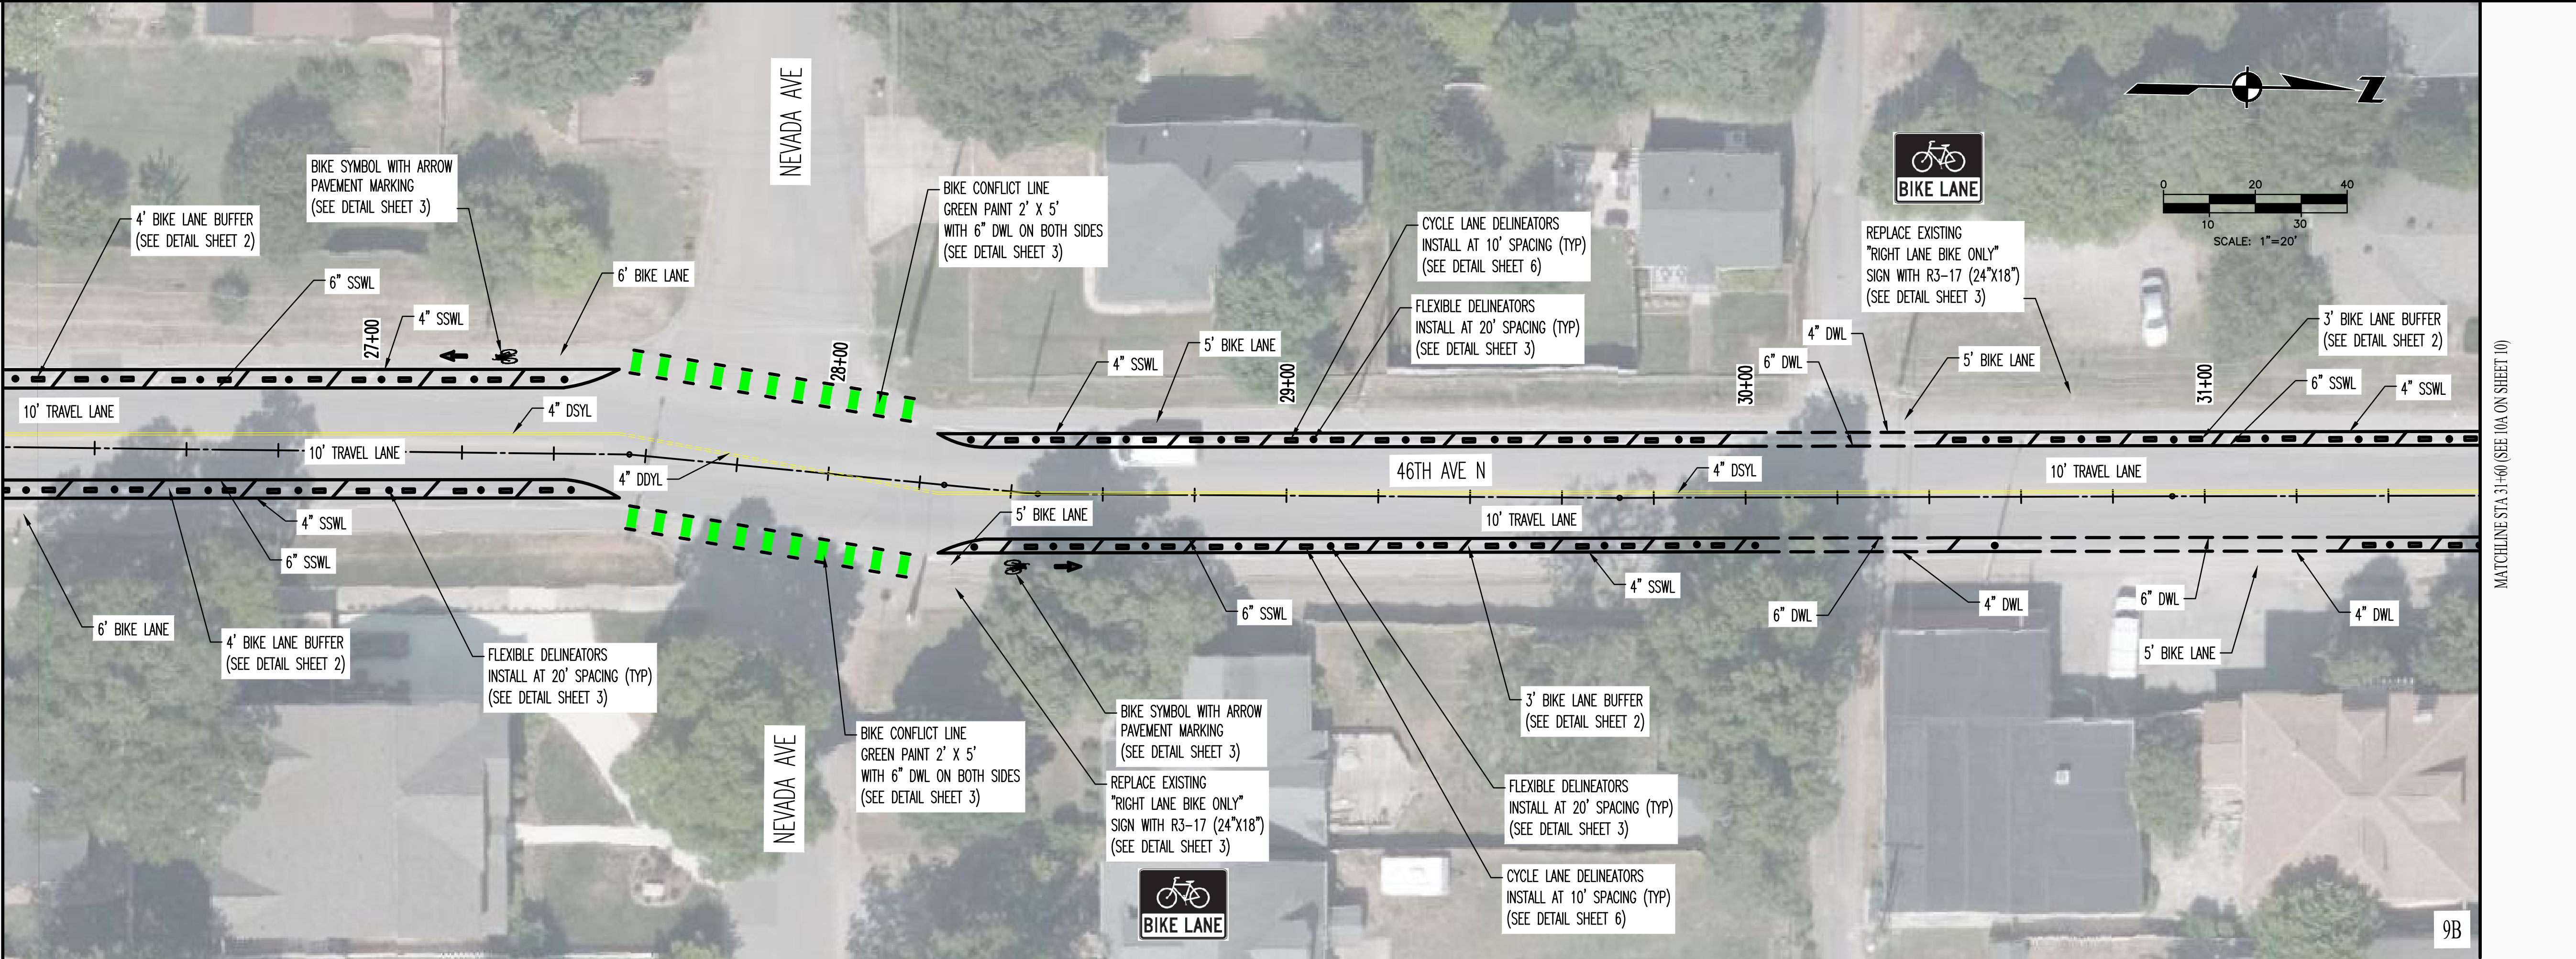 NEVADA AVE
BIKE SYMBOL WITH ARROW
PAVEMENT MARKING
(SEE DETAIL SHEET 3)
4' BIKE LANE BUFFER
(SEE DETAIL SHEET 2)
6" SSWL
27+00
4" SSWL
6' BIKE LANE
28+00
BIKE CONFLICT LINE
GREEN PAINT 2' X 5'
WITH 6" DWL ON BOTH SIDES
(SEE DETAIL SHEET 3)
4" SSWL
5' BIKE LANE
29+00
CYCLE LANE DELINEATORS
INSTALL AT 10' SPACING (TYP)
(SEE DETAIL SHEET 6)
FLEXIBLE DELINEATORS
INSTALL AT 20' SPACING (TYP)
(SEE DETAIL SHEET 3)
30+00
6" DWL
4" DWL
BIKE LANE
REPLACE EXISTING
"RIGHT LANE BIKE ONLY"
SIGN WITH R3-17 (24"X18")
(SEE DETAIL SHEET 3)
5' BIKE LANE
Z
0 20 40
10 30
SCALE: 1"=20'
31+00
3' BIKE LANE BUFFER
(SEE DETAIL SHEET 2)
6" SSWL
4" SSWL
10' TRAVEL LANE
4" DSYL
10' TRAVEL LANE
4" DDYL
46TH AVE N
4" DSYL
10' TRAVEL LANE
10' TRAVEL LANE
4" SSWL
6" SSWL
6' BIKE LANE
4' BIKE LANE BUFFER
(SEE DETAIL SHEET 2)
FLEXIBLE DELINEATORS
INSTALL AT 20' SPACING (TYP)
(SEE DETAIL SHEET 3)
NEVADA AVE
BIKE CONFLICT LINE
GREEN PAINT 2' X 5'
WITH 6" DWL ON BOTH SIDES
(SEE DETAIL SHEET 3)
5' BIKE LANE
BIKE SYMBOL WITH ARROW
PAVEMENT MARKING
(SEE DETAIL SHEET 3)
REPLACE EXISTING
"RIGHT LANE BIKE ONLY"
SIGN WITH R3-17 (24"X18")
(SEE DETAIL SHEET 3)
BIKE LANE
6" SSWL
3' BIKE LANE BUFFER
(SEE DETAIL SHEET 2)
FLEXIBLE DELINEATORS
INSTALL AT 20' SPACING (TYP)
(SEE DETAIL SHEET 3)
CYCLE LANE DELINEATORS
INSTALL AT 10' SPACING (TYP)
(SEE DETAIL SHEET 6)
4" SSWL
6" DWL
4" DWL
6" DWL
5' BIKE LANE
4" DWL
MATCHLINE STA 31+60 (SEE 10A ON SHEET 10)
9B